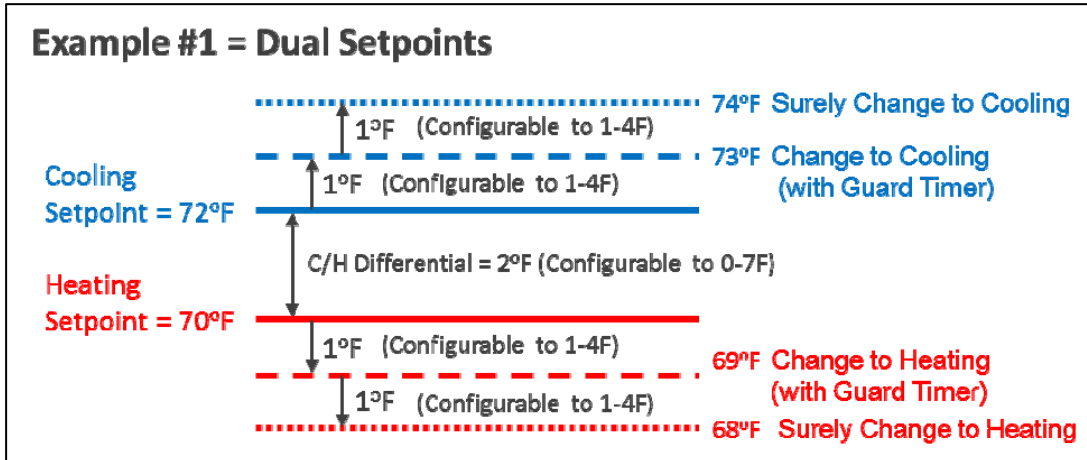 Example #1 = Dual Setpoints
74ºF Surely Change to Cooling
1ºF (Configurable to 1-4F)
73ºF Change to Cooling
(with Guard Timer)
Cooling
Setpoint = 72ºF
1ºF (Configurable to 1-4F)
C/H Differential = 2ºF (Configurable to 0-7F)
Heating
Setpoint = 70ºF
1ºF (Configurable to 1-4F)
69ºF Change to Heating
(with Guard Timer)
1ºF (Configurable to 1-4F)
68ºF Surely Change to Heating